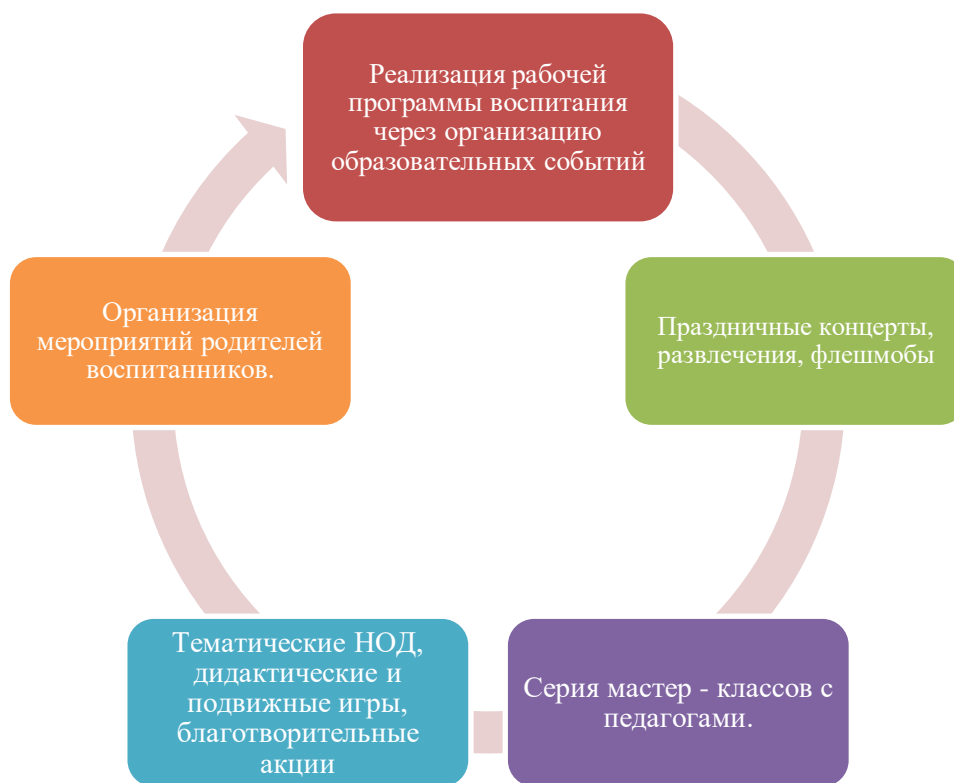 Реализация рабочей
программы воспитания
через организацию
образовательных событий
Праздничные концерты,
развлечения, флешмобы
Серия мастер - классов с
педагогами.
Тематические НОД,
дидактические и
подвижные игры,
благотворительные
акции
Организация
мероприятий родителей
воспитанников.